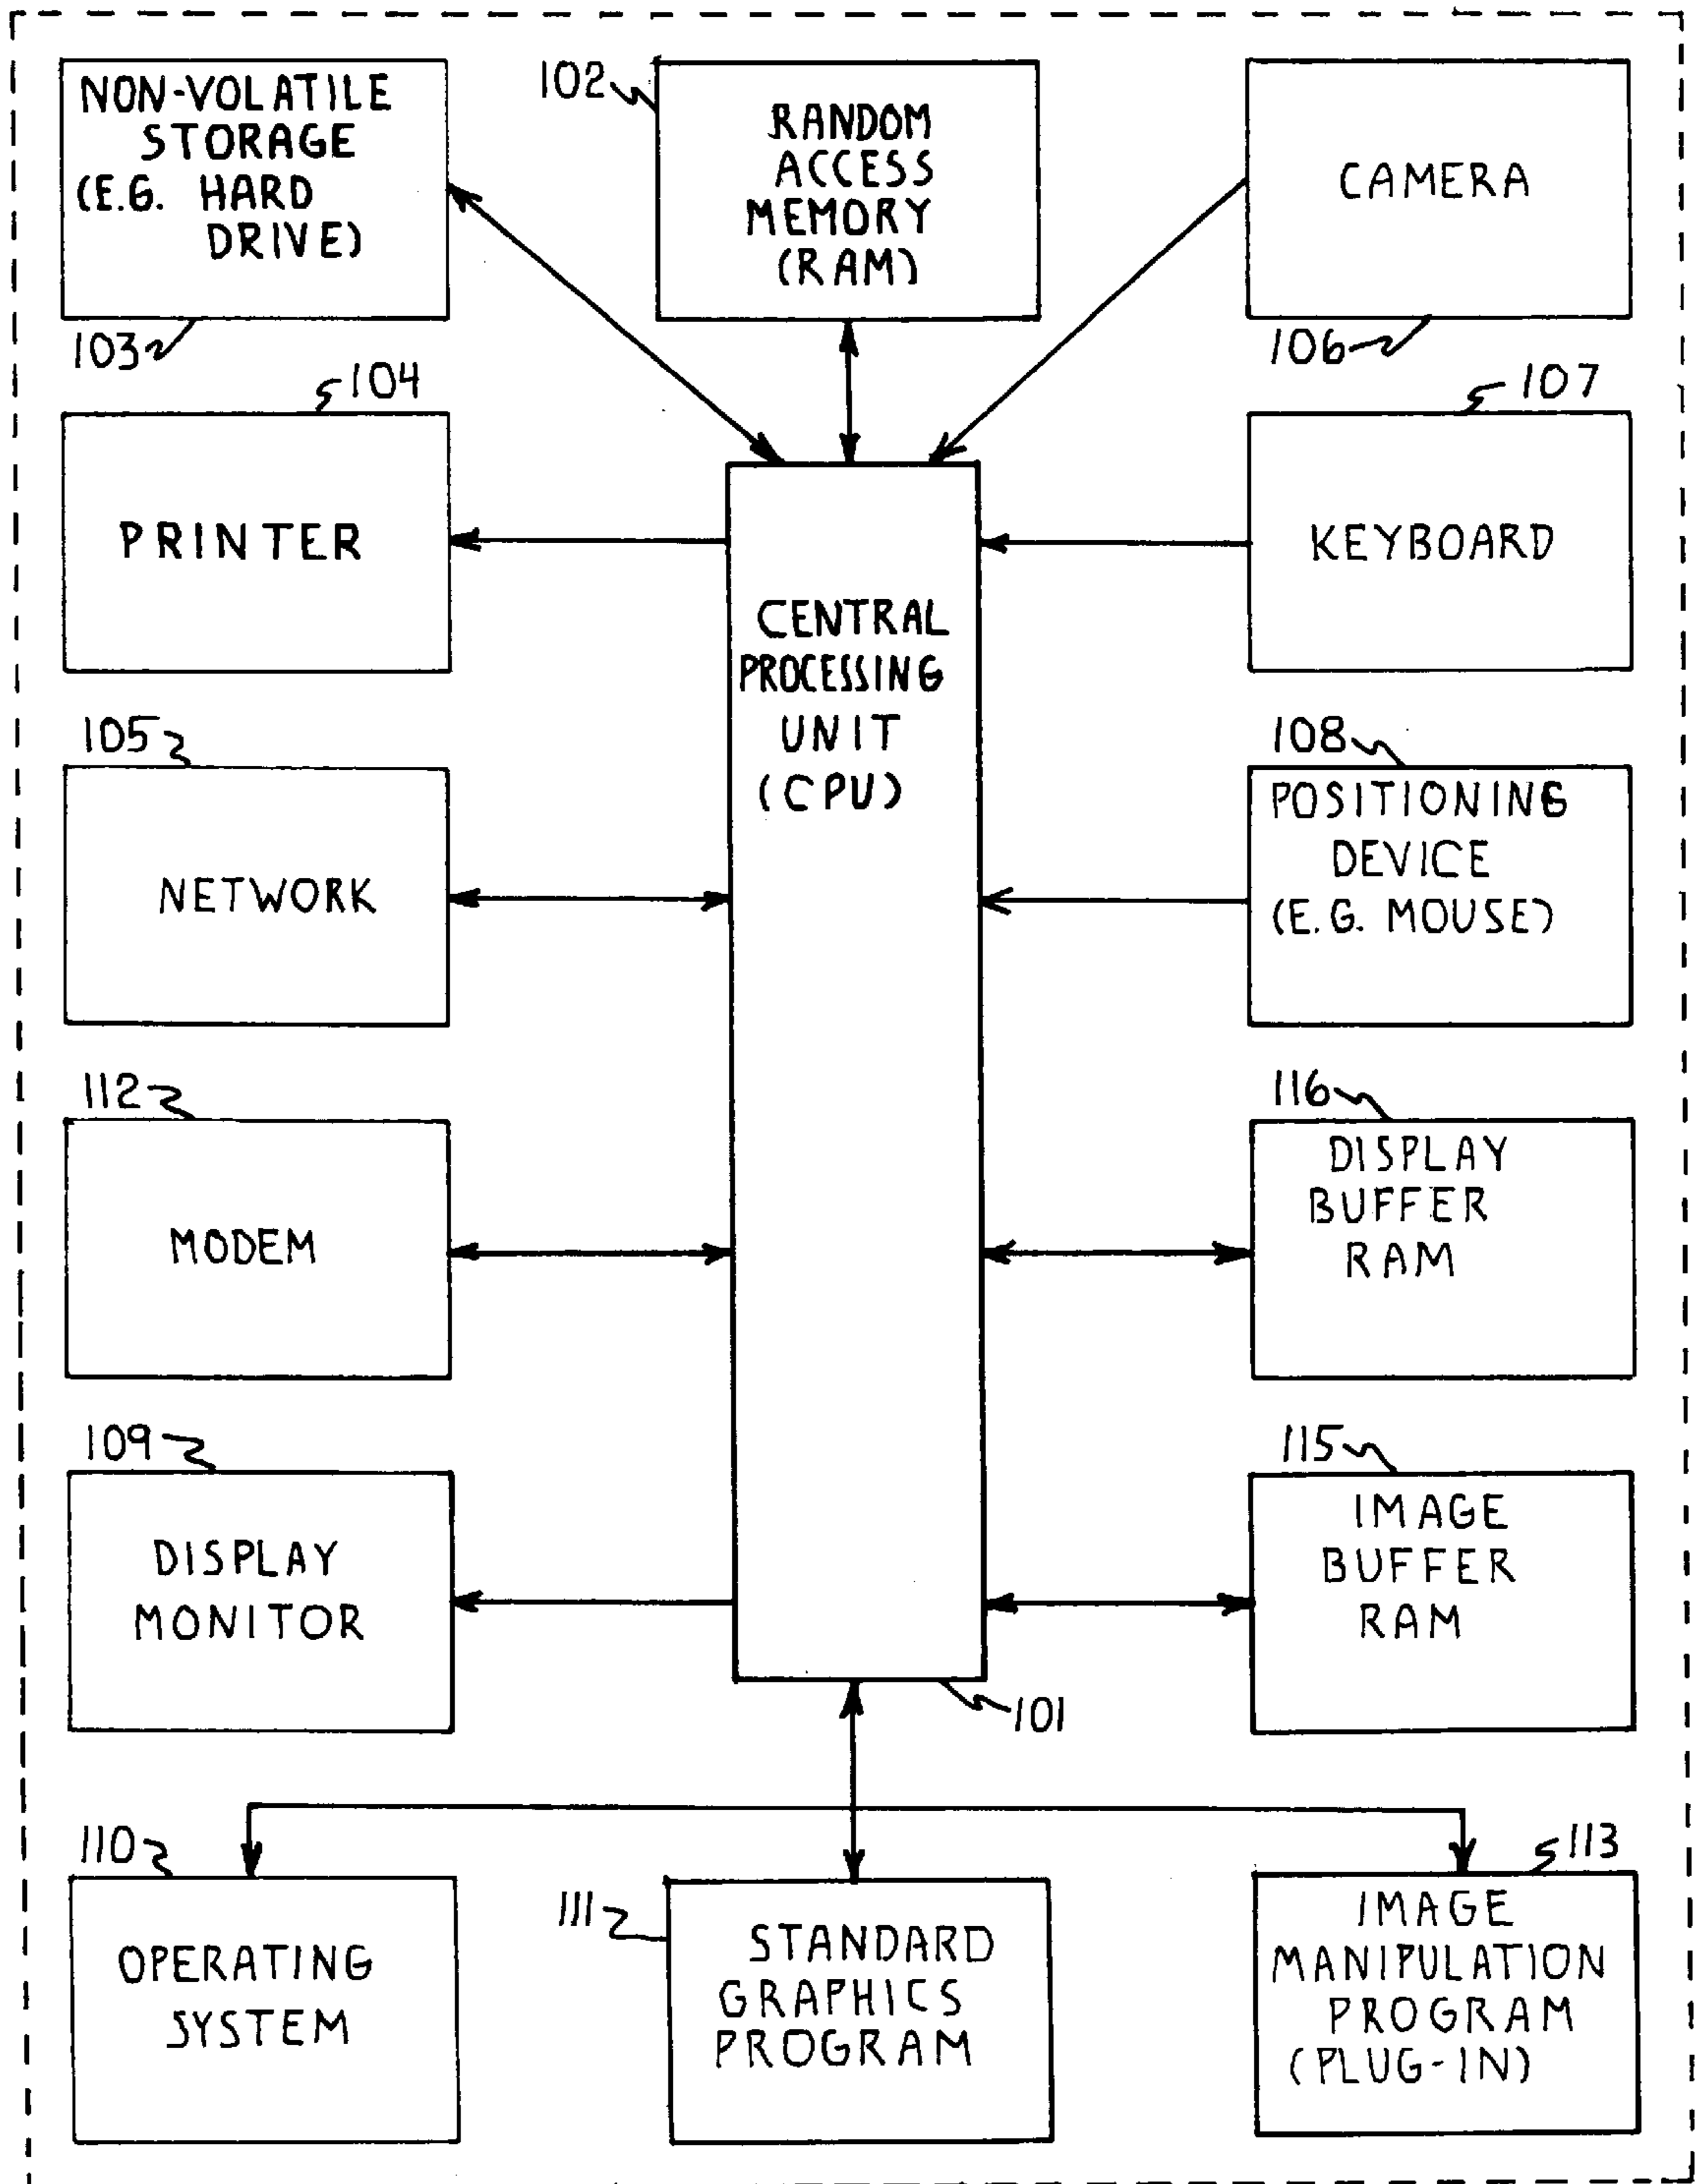 NON-VOLATILE
STORAGE
(E.G. HARD
DRIVE)
103
102
RANDOM
ACCESS
MEMORY
(RAM)
CAMERA
106
104
PRINTER
107
KEYBOARD
CENTRAL
PROCESSING
UNIT
(CPU)
105
NETWORK
108
POSITIONING
DEVICE
(E.G. MOUSE)
112
MODEM
116
DISPLAY
BUFFER
RAM
109
DISPLAY
MONITOR
115
IMAGE
BUFFER
RAM
101
110
OPERATING
SYSTEM
111
STANDARD
GRAPHICS
PROGRAM
113
IMAGE
MANIPULATION
PROGRAM
(PLUG-IN)